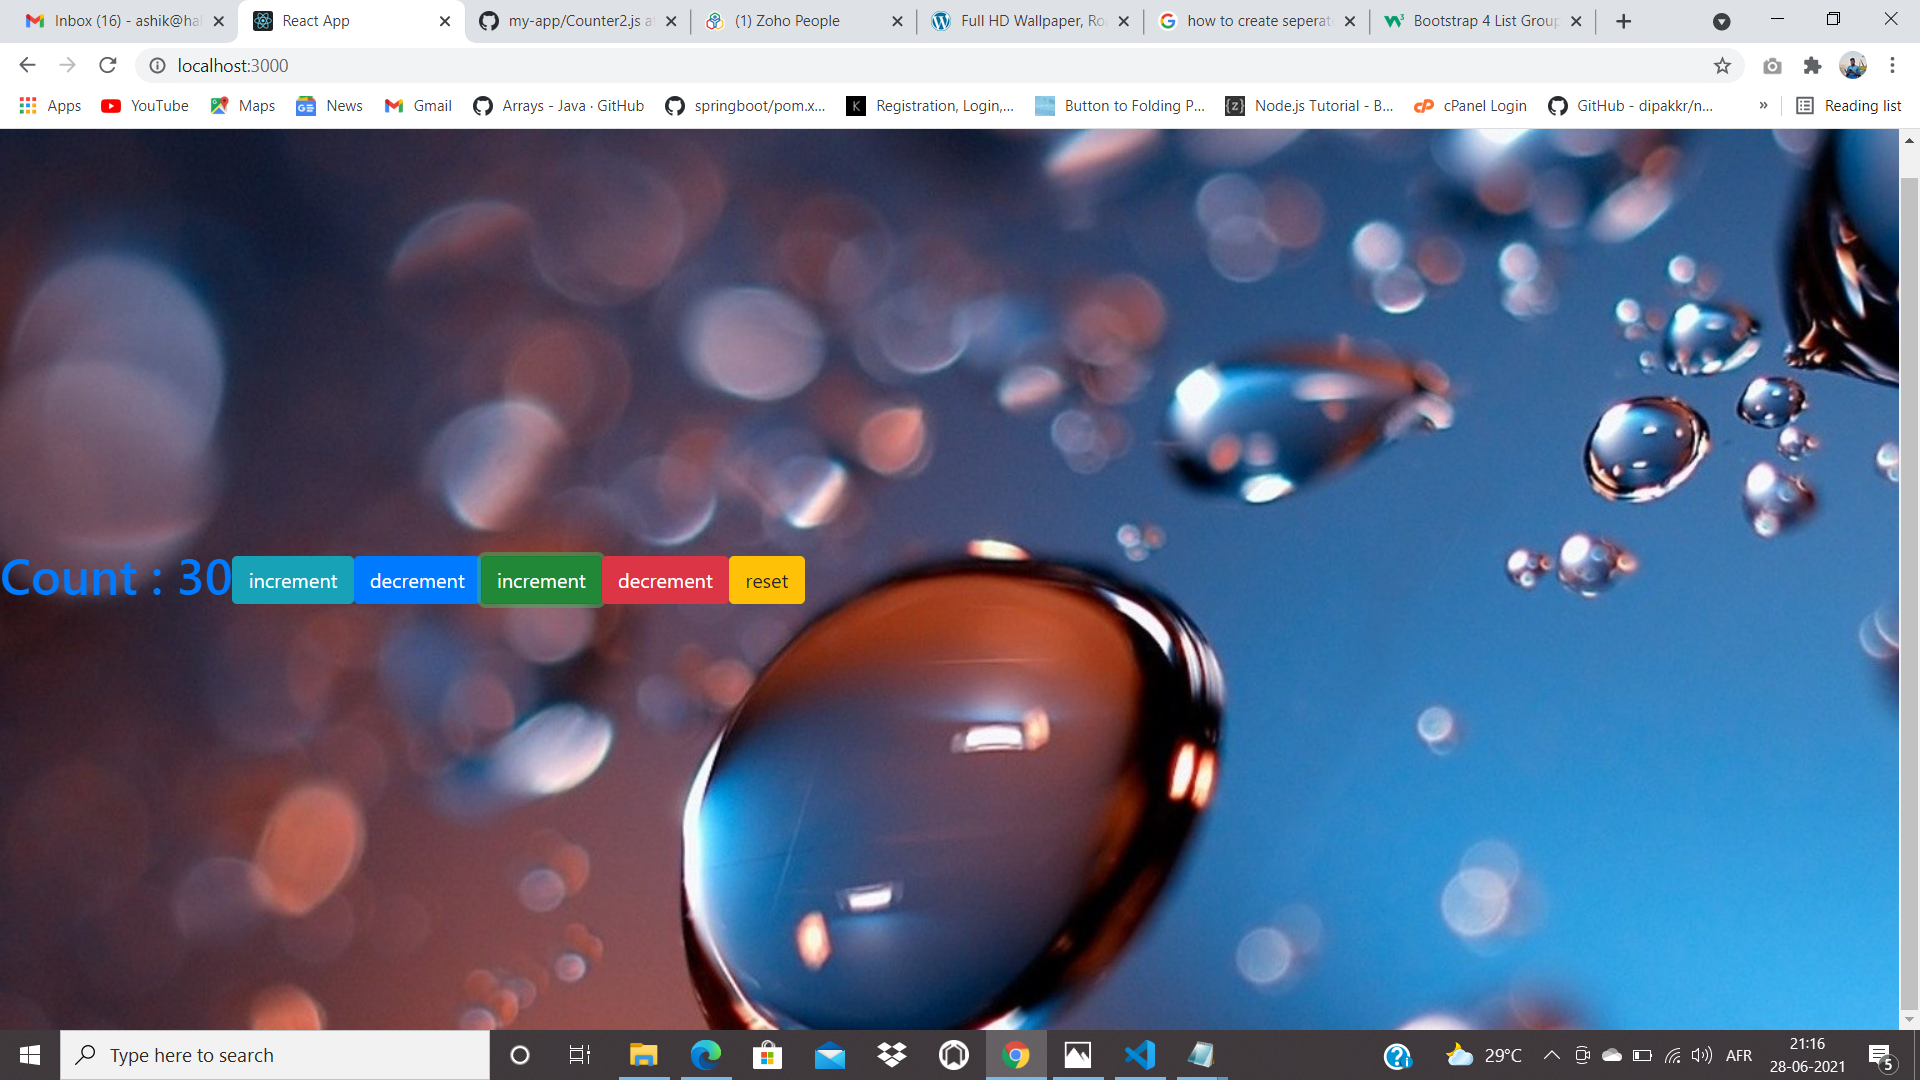 Inbox (16) - ashik@hal
React App
my-app/Counter2.js a
(1) Zoho People
Full HD Wallpaper, Ro
how to create seperat
Bootstrap 4 List Group
localhost:3000
Apps
YouTube
Maps
News
Gmail
Arrays - Java · GitHub
springboot/pom.x...
K
Registration, Login,...
Button to Folding P...
{z}
Node.js Tutorial - B...
cP
cPanel Login
GitHub - dipakkr/n...
»
Reading list
Count : 30
increment
decrement
increment
decrement
reset
Type here to search
29°C
AFR
21:16
28-06-2021
5